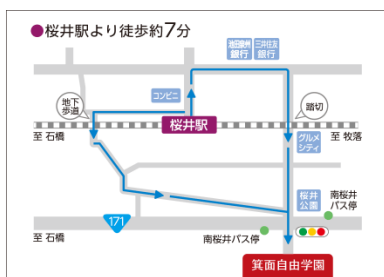 ●桜井駅より徒歩約7分
池田泉州
銀行
三井住友
銀行
コンビニ
地下
歩道
踏切
桜井駅
至 石橋
グルメ
シティ
至 牧落
桜井
公園
南桜井
バス停
171
至 石橋
南桜井バス停
箕面自由学園